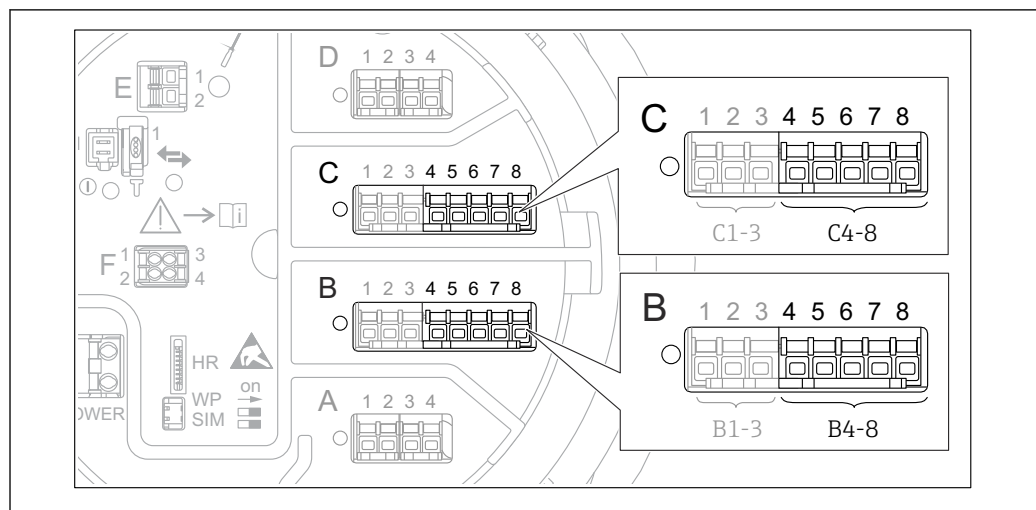 D 1 2 3 4
E 1
2
1
C 1 2 3 4 5 6 7 8
i
F 1 3
2 4
B 1 2 3 4 5 6 7 8
HR
WP on
SIM
A 1 2 3 4
C 1 2 3 4 5 6 7 8
C1-3 C4-8
B 1 2 3 4 5 6 7 8
B1-3 B4-8